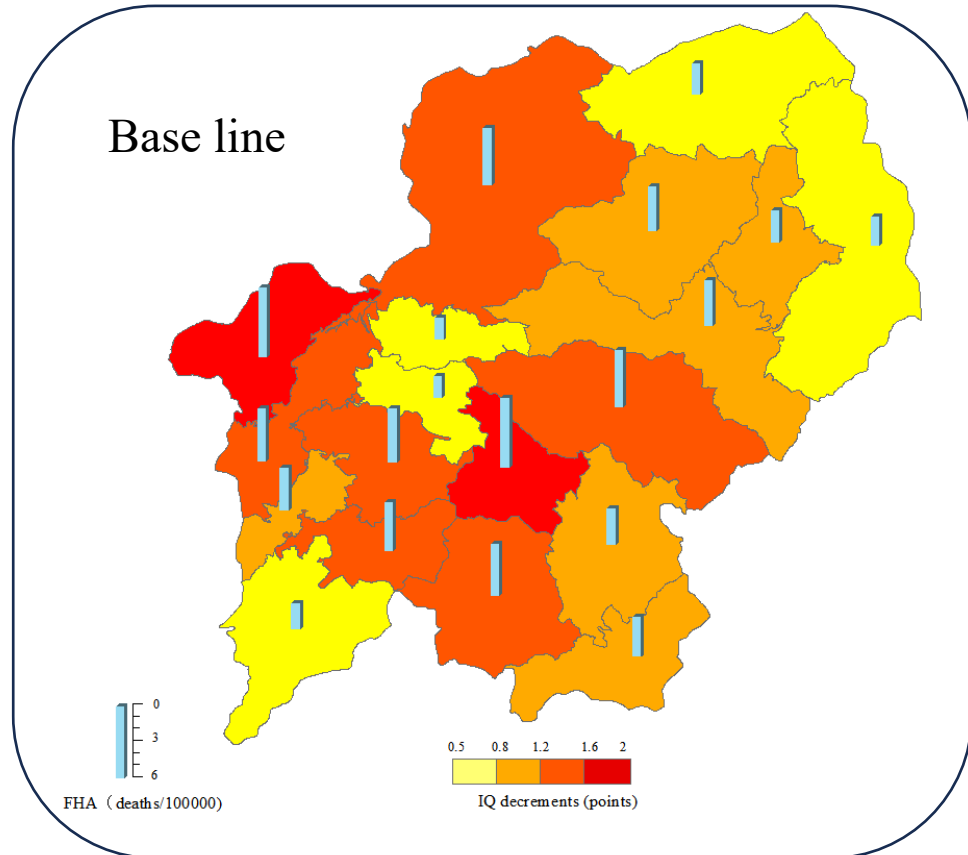 Base line
0
3
6
FHA（deaths/100000)
0.5 0.8 1.2 1.6 2
IQ decrements (points)